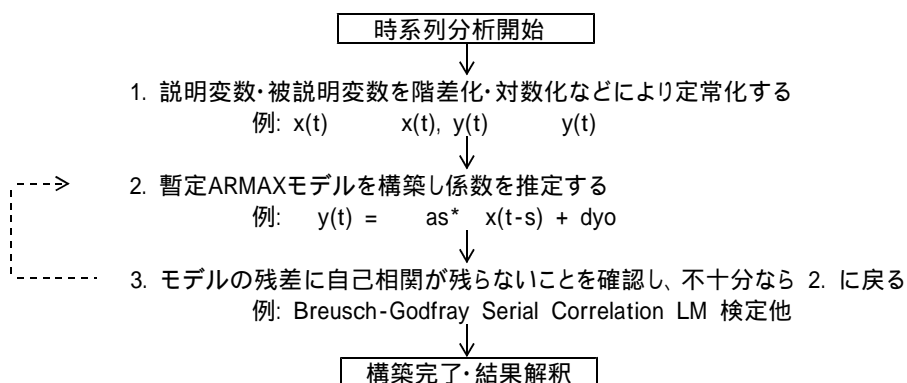 時系列分析開始
1. 説明変数・被説明変数を階差化・対数化などにより定常化する
例: x(t) x(t), y(t) y(t)
2. 暫定ARMAXモデルを構築し係数を推定する
例: y(t) = as* x(t-s) + dyo
3. モデルの残差に自己相関が残らないことを確認し、不十分なら 2. に戻る
例: Breusch-Godfray Serial Correlation LM 検定他
構築完了・結果解釈